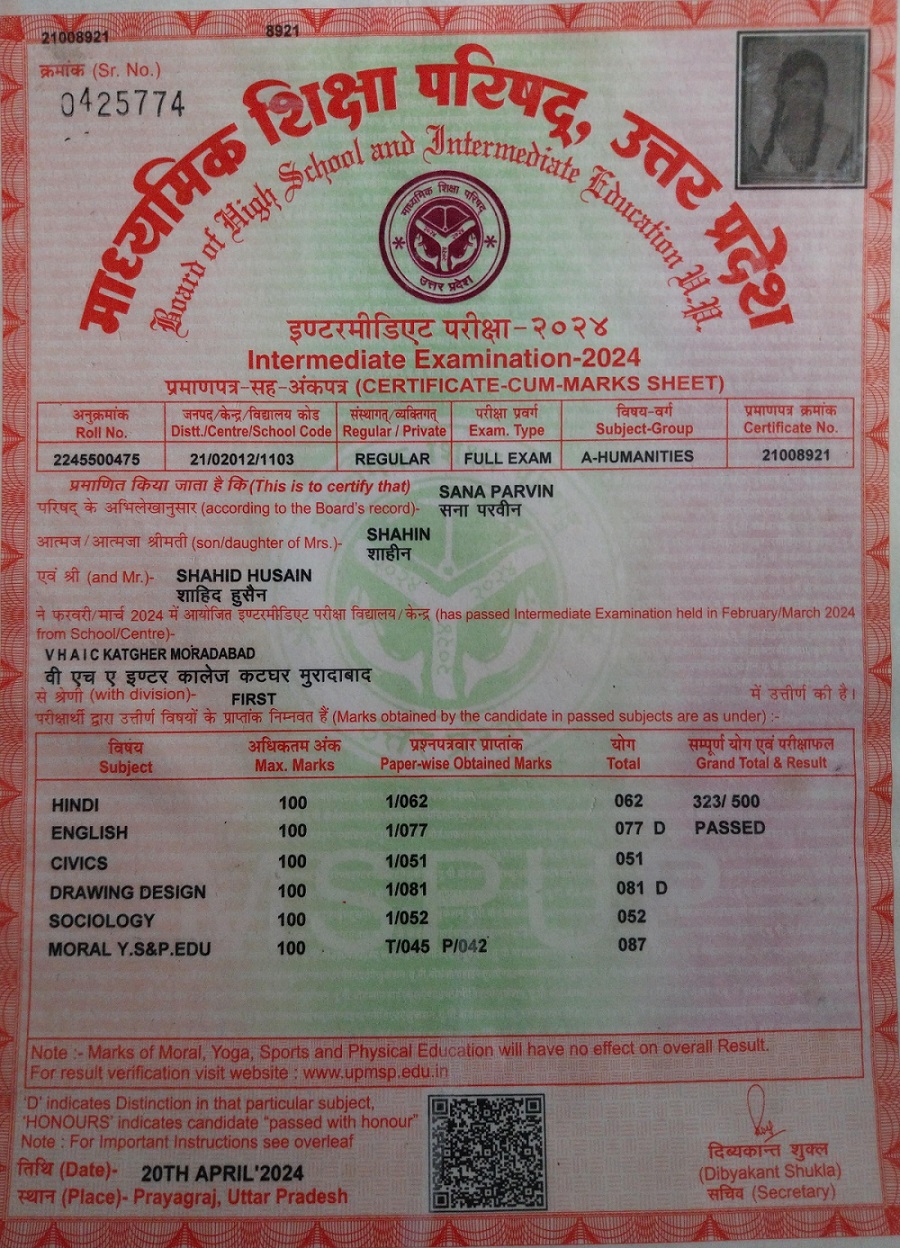 21008921
8921
क्रमांक (Sr. No.)
0425774
माध्यमिक शिक्षा परिषद्, उत्तर प्रदेश
Board of High School and Intermediate Education U.P.
माध्यमिक शिक्षा परिषद्
उत्तर प्रदेश
इण्टरमीडिएट परीक्षा-२०२४
Intermediate Examination-2024
प्रमाणपत्र-सह-अंकपत्र (CERTIFICATE-CUM-MARKS SHEET)
अनुक्रमांक जनपद/केन्द्र/विद्यालय कोड संस्थागत/व्यक्तिगत परीक्षा प्रवर्ग विषय-वर्ग प्रमाणपत्र क्रमांक
Roll No. Distt./Centre/School Code Regular / Private Exam. Type Subject-Group Certificate No.
2245500475 21/02012/1103 REGULAR FULL EXAM A-HUMANITIES 21008921
प्रमाणित किया जाता है कि (This is to certify that) SANA PARVIN
परिषद् के अभिलेखानुसार (according to the Board's record)- सना परवीन
आत्मज/आत्मजा श्रीमती (son/daughter of Mrs.)- SHAHIN
शाहीन
एवं श्री (and Mr.)- SHAHID HUSAIN
शाहिद हुसैन
ने फरवरी/मार्च 2024 में आयोजित इण्टरमीडिएट परीक्षा विद्यालय/केन्द्र (has passed Intermediate Examination held in February/March 2024
from School/Centre)-
V H A I C KATGHER MORADABAD
वी एच ए इण्टर कालेज कटघर मुरादाबाद
से श्रेणी (with division)- FIRST में उत्तीर्ण की है।
परीक्षार्थी द्वारा उत्तीर्ण विषयों के प्राप्तांक निम्नवत हैं (Marks obtained by the candidate in passed subjects are as under) :-
विषय अधिकतम अंक प्रश्नपत्रवार प्राप्तांक योग सम्पूर्ण योग एवं परीक्षाफल
Subject Max. Marks Paper-wise Obtained Marks Total Grand Total & Result
HINDI 100 1/062 062 323/ 500
ENGLISH 100 1/077 077 D PASSED
CIVICS 100 1/051 051
DRAWING DESIGN 100 1/081 081 D
SOCIOLOGY 100 1/052 052
MORAL Y.S&P.EDU 100 T/045 P/042 087
Note :- Marks of Moral, Yoga, Sports and Physical Education will have no effect on overall Result.
For result verification visit website : www.upmsp.edu.in
'D' indicates Distinction in that particular subject,
'HONOURS' indicates candidate "passed with honour"
Note : For Important Instructions see overleaf
तिथि (Date)- 20TH APRIL'2024
स्थान (Place)- Prayagraj, Uttar Pradesh
दिब्यकान्त शुक्ल
(Dibyakant Shukla)
सचिव (Secretary)